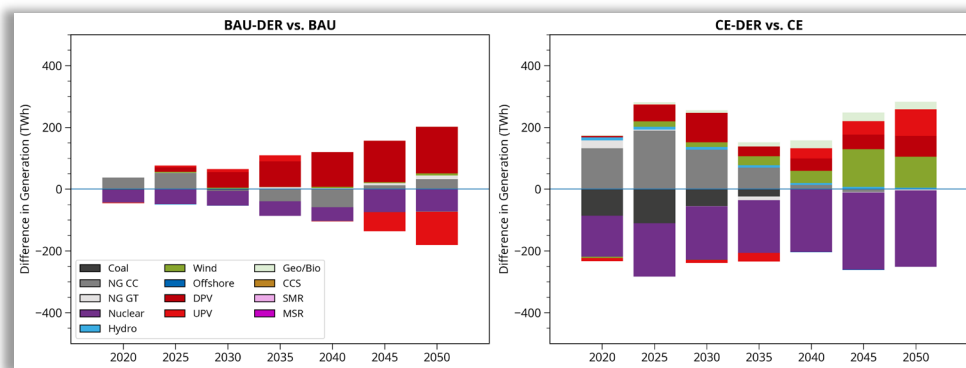 BAU-DER vs. BAU
Difference in Generation (TWh)
400
200
0
−200
−400
Coal
NG CC
NG GT
Nuclear
Hydro
Wind
Offshore
DPV
UPV
Geo/Bio
CCS
SMR
MSR
2020 2025 2030 2035 2040 2045 2050
CE-DER vs. CE
Difference in Generation (TWh)
400
200
0
−200
−400
2020 2025 2030 2035 2040 2045 2050